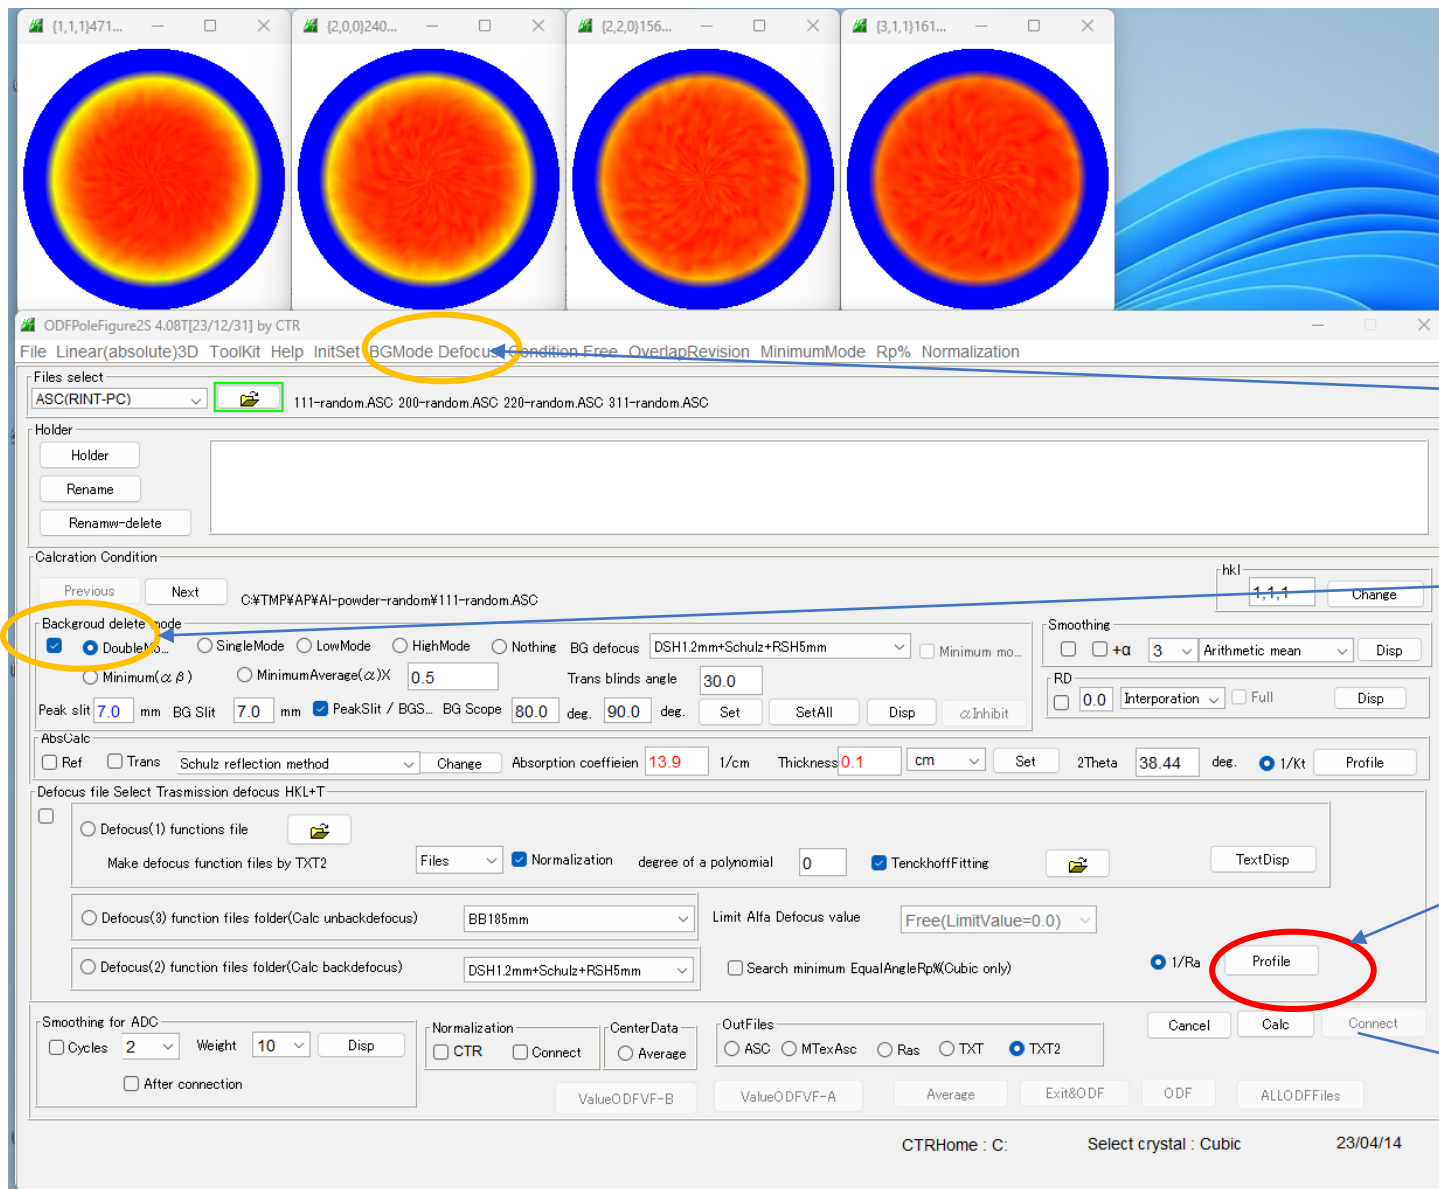 {1,1,1}471...
{2,0,0}240...
{2,2,0}156...
{3,1,1}161...
ODFPoleFigure2S 4.08T[23/12/31] by CTR
File Linear(absolute)3D ToolKit Help InitSet BGMode Defocus Condition Free OverlapRevision MinimumMode Rp% Normalization
Files select
ASC(RINT-PC)
111-random.ASC 200-random.ASC 220-random.ASC 311-random.ASC
Holder
Holder
Rename
Renamw-delete
Calcration Condition
Previous Next C:¥TMP¥AP¥Al-powder-random¥111-random.ASC
hkl
1,1,1 Change
Backgroud delete mode
DoubleMo... SingleMode LowMode HighMode Nothing BG defocus DSH1.2mm+Schulz+RSH5mm Minimum mo...
Minimum(αβ) MinimumAverage(α)X 0.5 Trans blinds angle 30.0
Peak slit 7.0 mm BG Slit 7.0 mm PeakSlit / BGS... BG Scope 80.0 deg. 90.0 deg. Set SetAll Disp αInhibit
Smoothing
+α 3 Arithmetic mean Disp
RD
0.0 Interporation Full Disp
AbsCalc
Ref Trans Schulz reflection method Change Absorption coeffieien 13.9 1/cm Thickness 0.1 cm Set 2Theta 38.44 deg. 1/Kt Profile
Defocus file Select Trasmission defocus HKL+T
Defocus(1) functions file
Make defocus function files by TXT2 Files Normalization degree of a polynomial 0 TenckhoffFitting TextDisp
Defocus(3) function files folder(Calc unbackdefocus) BB185mm Limit Alfa Defocus value Free(LimitValue=0.0)
Defocus(2) function files folder(Calc backdefocus) DSH1.2mm+Schulz+RSH5mm Search minimum EqualAngleRp%(Cubic only) 1/Ra Profile
Smoothing for ADC
Cycles 2 Weight 10 Disp
After connection
Normalization
CTR Connect
CenterData
Average
OutFiles
ASC MTexAsc Ras TXT TXT2
Cancel Calc Connect
ValueODFVF-B ValueODFVF-A Average Exit&ODF ODF ALLODFFiles
CTRHome : C: Select crystal : Cubic 23/04/14